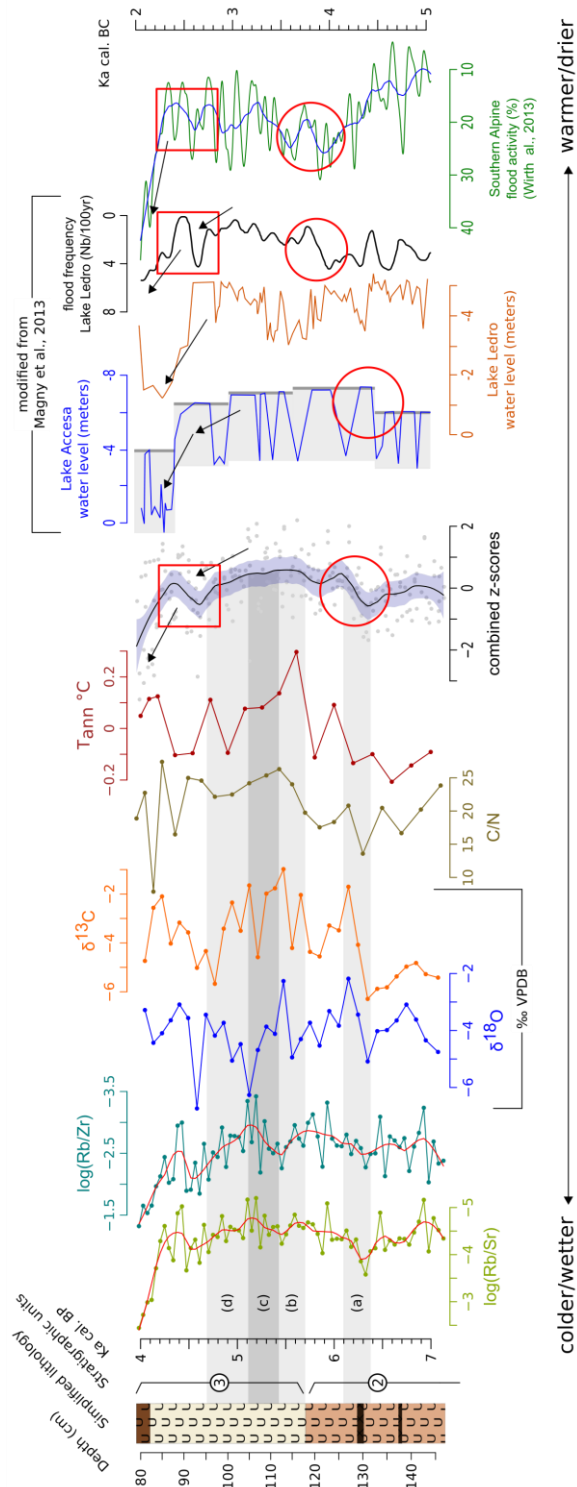 Depth (cm)
Simplified lithology
Stratigraphic units
Ka cal. BP
80
90
100
110
120
130
140
3
2
4
5
6
7
(d)
(c)
(b)
(a)
log(Rb/Sr)
-3
-4
-5
log(Rb/Zr)
-1.5
-2.5
-3.5
δ18O
-6
-4
-2
δ13C
-6
-4
-2
‰ VPDB
C/N
10
15
20
25
Tann °C
-0.2
0
0.2
combined z-scores
-2
0
2
modified from
Magny et al., 2013
Lake Accesa
water level (meters)
0
-4
-8
Lake Ledro
water level (meters)
0
-2
-4
flood frequency
Lake Ledro (Nb/100yr)
8
4
0
Southern Alpine
flood activity (%)
(Wirth al., 2013)
40
30
20
10
Ka cal. BC
2
3
4
5
colder/wetter
warmer/drier